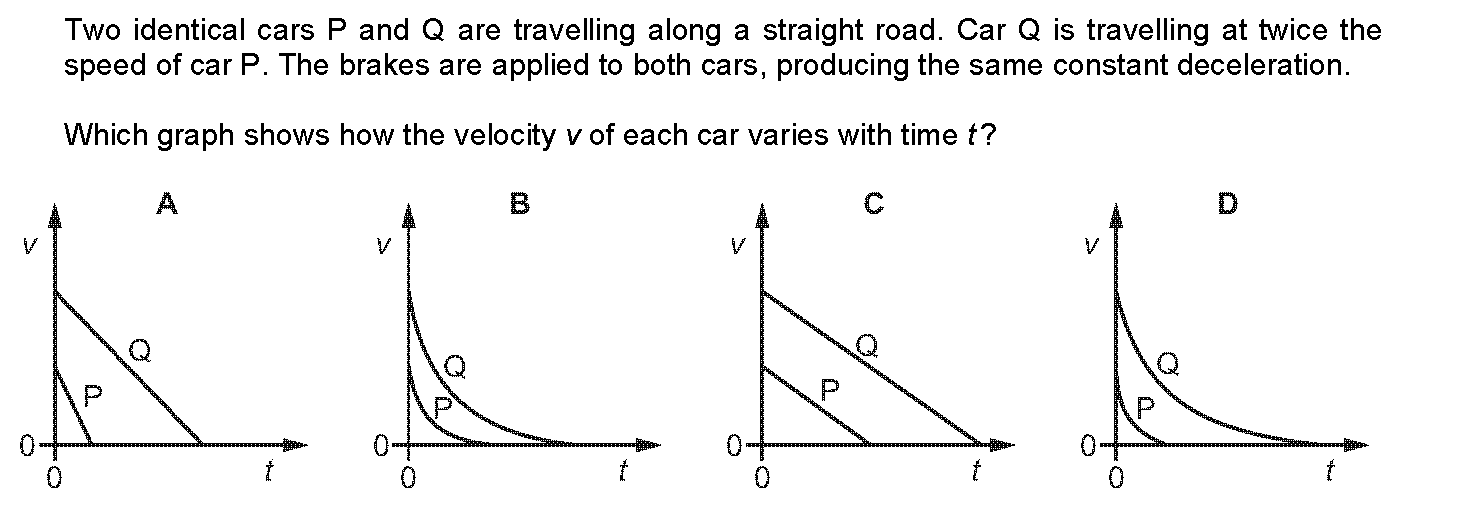 Two identical cars P and Q are travelling along a straight road. Car Q is travelling at twice the
speed of car P. The brakes are applied to both cars, producing the same constant deceleration.
Which graph shows how the velocity v of each car varies with time t?
A
B
C
D
v
Q
P
0
0
t
v
Q
P
0
0
t
v
Q
P
0
0
t
v
Q
P
0
0
t